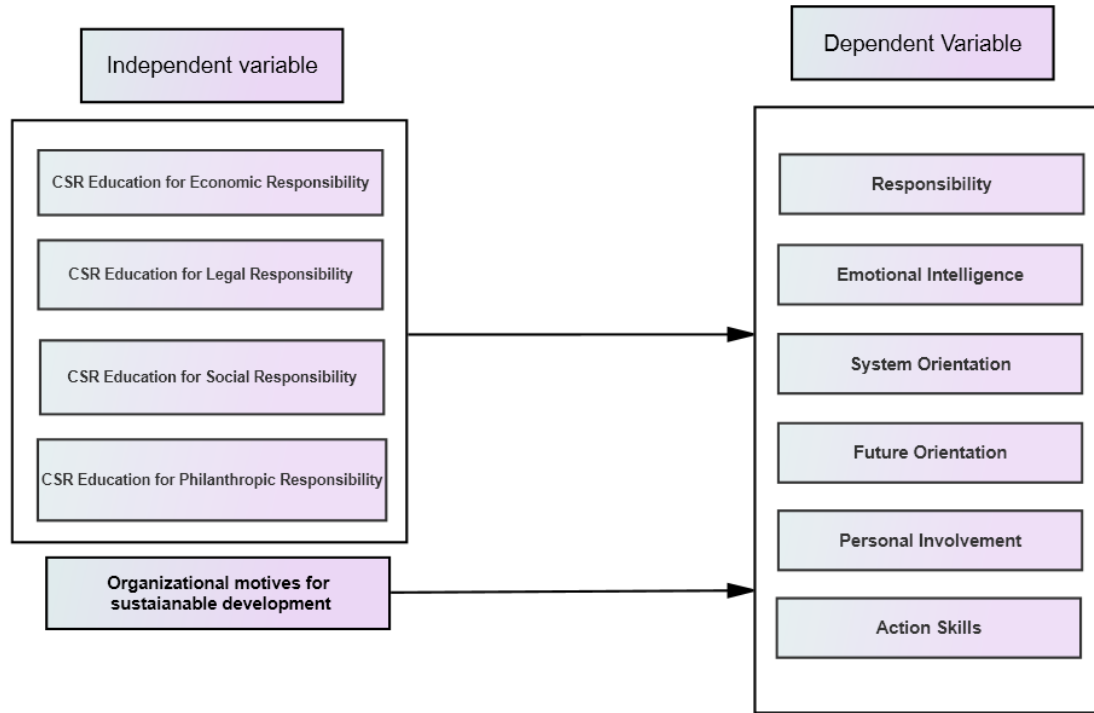 Independent variable
CSR Education for Economic Responsibility
CSR Education for Legal Responsibility
CSR Education for Social Responsibility
CSR Education for Philanthropic Responsibility
Organizational motives for
sustaianable development
Dependent Variable
Responsibility
Emotional Intelligence
System Orientation
Future Orientation
Personal Involvement
Action Skills